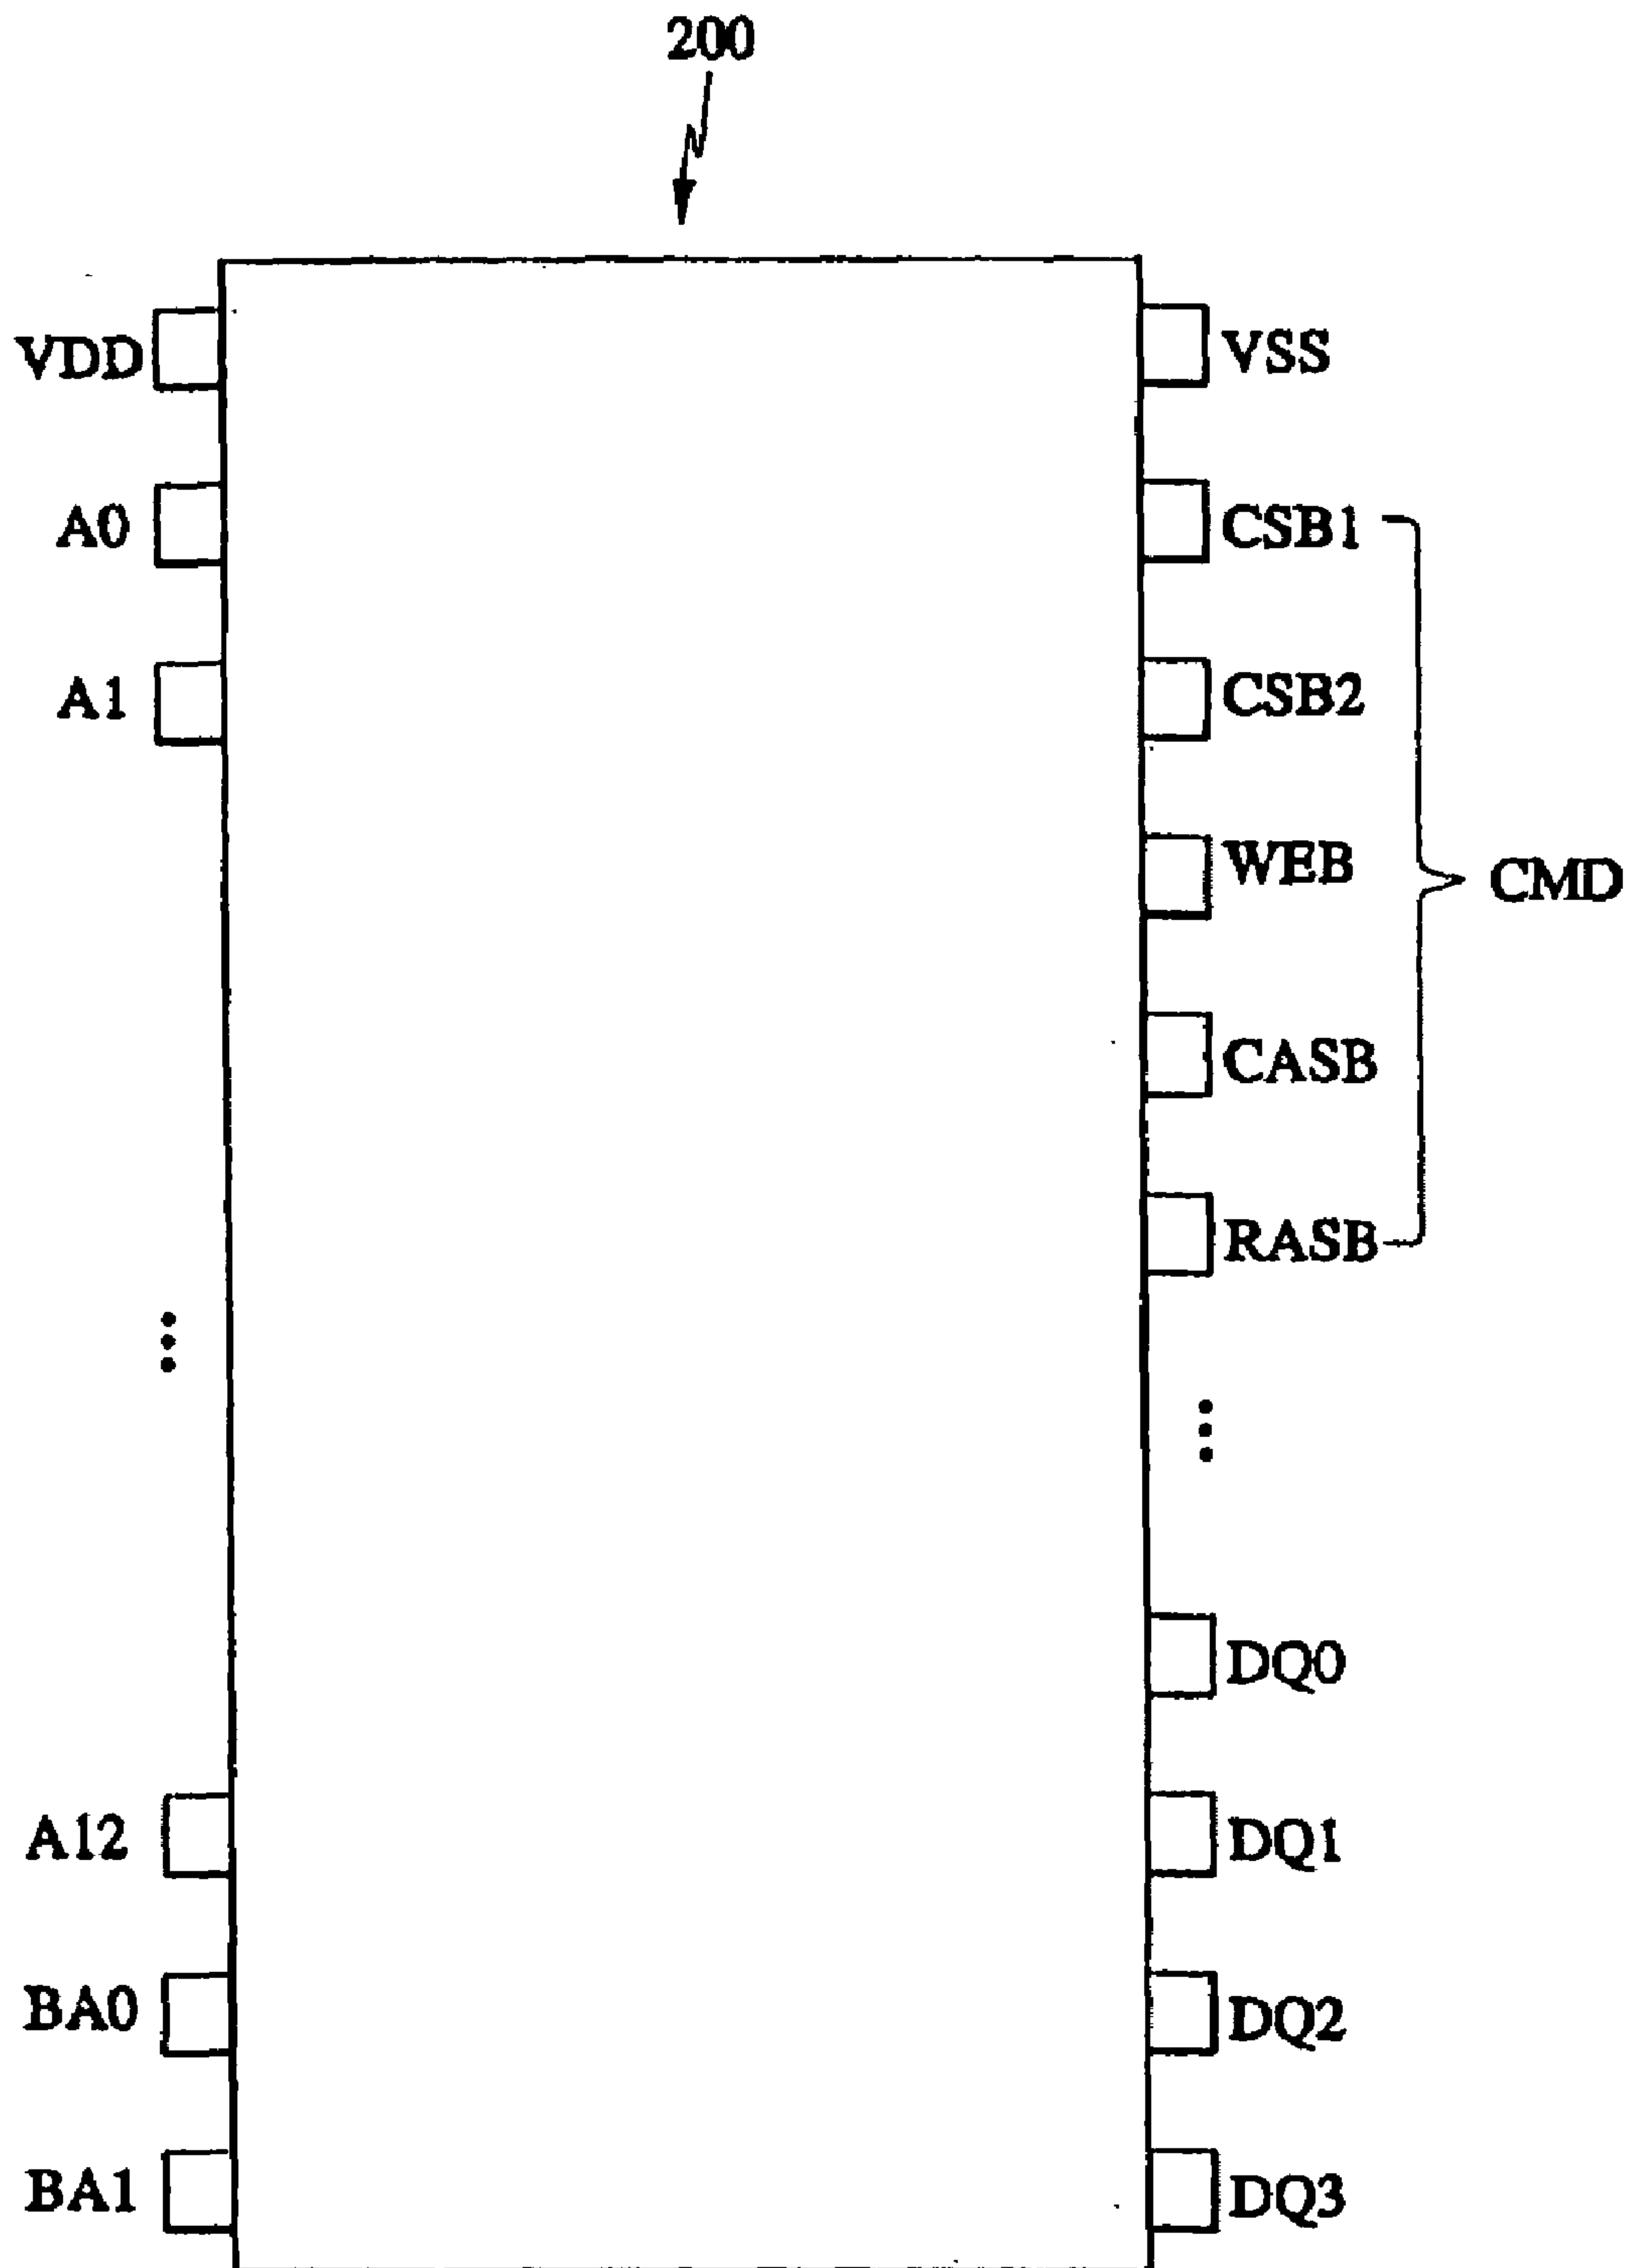 200
VDD
VSS
A0
CSB1
A1
CSB2
WEB
CMD
CASB
RASB
DQ0
A12
DQ1
BA0
DQ2
BA1
DQ3